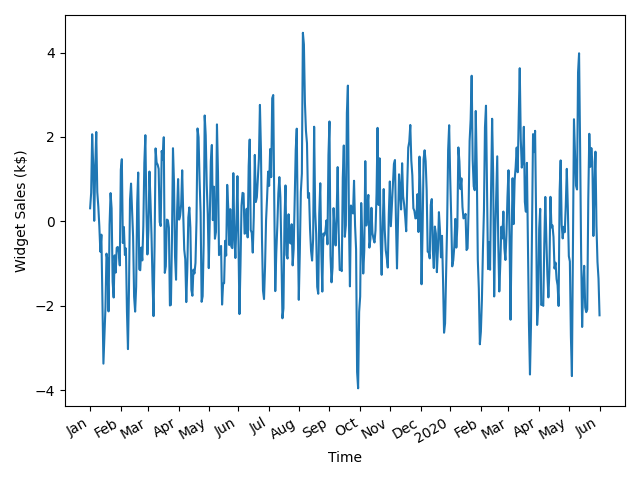 Widget Sales (k$)
4
2
0
−2
−4
Jan Feb Mar Apr May Jun Jul Aug Sep Oct Nov Dec 2020 Feb Mar Apr May Jun
Time